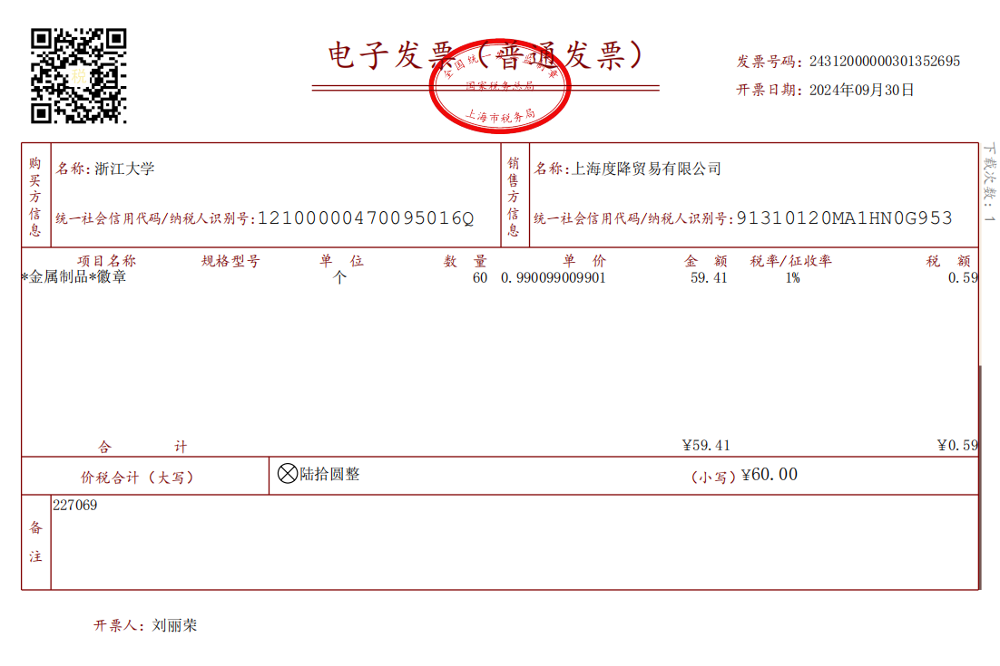 电子发票（普通发票）
全国统一发票监制章
国家税务总局
上海市税务局
发票号码：24312000000301352695
开票日期：2024年09月30日
税
下载次数：1
购买方信息
名称：浙江大学
统一社会信用代码/纳税人识别号：12100000470095016Q
销售方信息
名称：上海度降贸易有限公司
统一社会信用代码/纳税人识别号：91310120MA1HN0G953
项目名称 规格型号 单位 数量 单价 金额 税率/征收率 税额
*金属制品*徽章 个 60 0.990099009901 59.41 1% 0.59
合计 ¥59.41 ¥0.59
价税合计（大写） ⊗陆拾圆整 （小写）¥60.00
备注
227069
开票人：刘丽荣